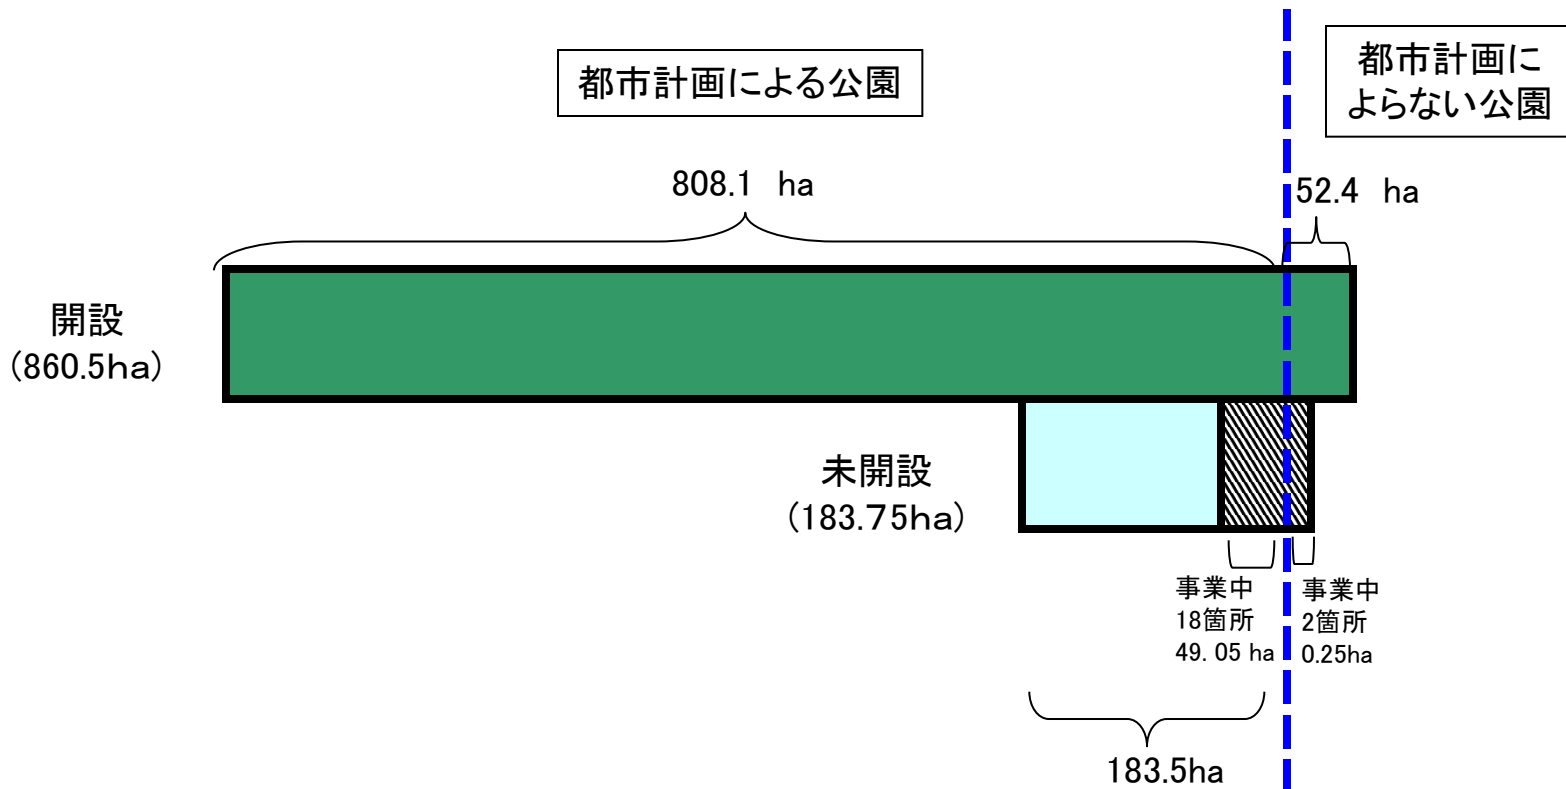 都市計画による公園
都市計画に
よらない公園
808.1 ha
52.4 ha
開設
(860.5ha)
未開設
(183.75ha)
事業中
18箇所
49.05 ha
事業中
2箇所
0.25ha
183.5ha